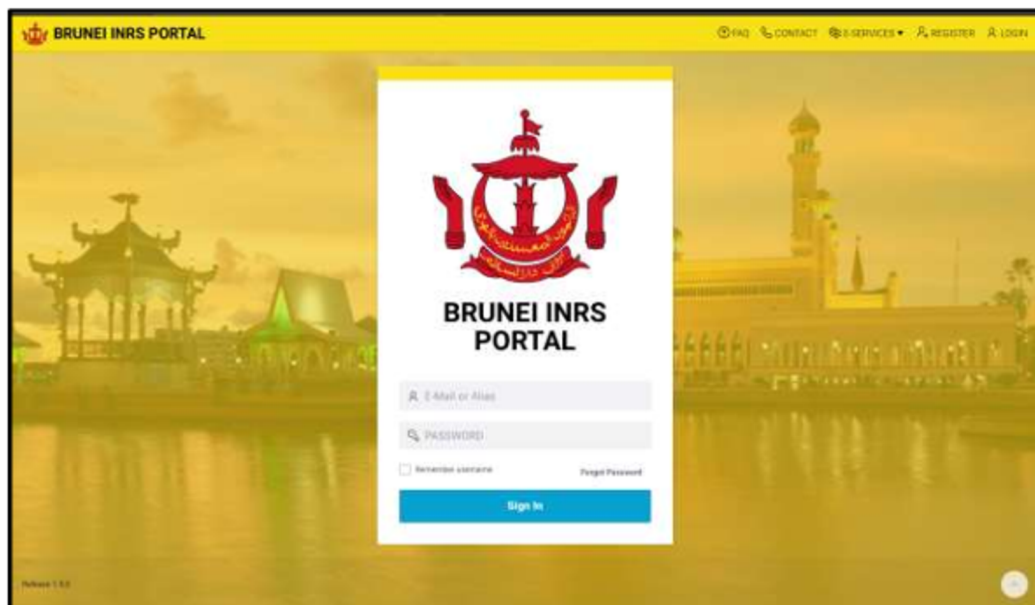 BRUNEI INRS PORTAL
FAQ CONTACT E-SERVICES REGISTER LOGIN
BRUNEI INRS
PORTAL
E-Mail or Alias
PASSWORD
Remember username Forgot Password
Sign In